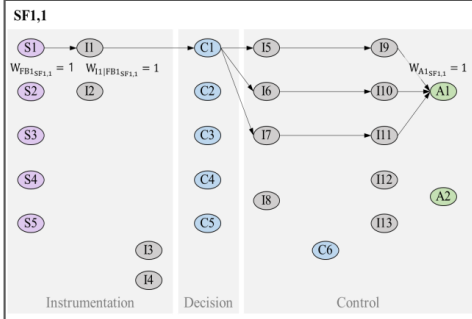 SF1,1
S1 I1 C1 I5 I9
W_FB1_SF1,1 = 1 W_I1|FB1_SF1,1 = 1 W_A1_SF1,1 = 1
S2 I2 C2 I6 I10 A1
S3 C3 I7 I11
S4 C4 I8 I12 A2
S5 C5 I13
I3 C6
I4
Instrumentation Decision Control